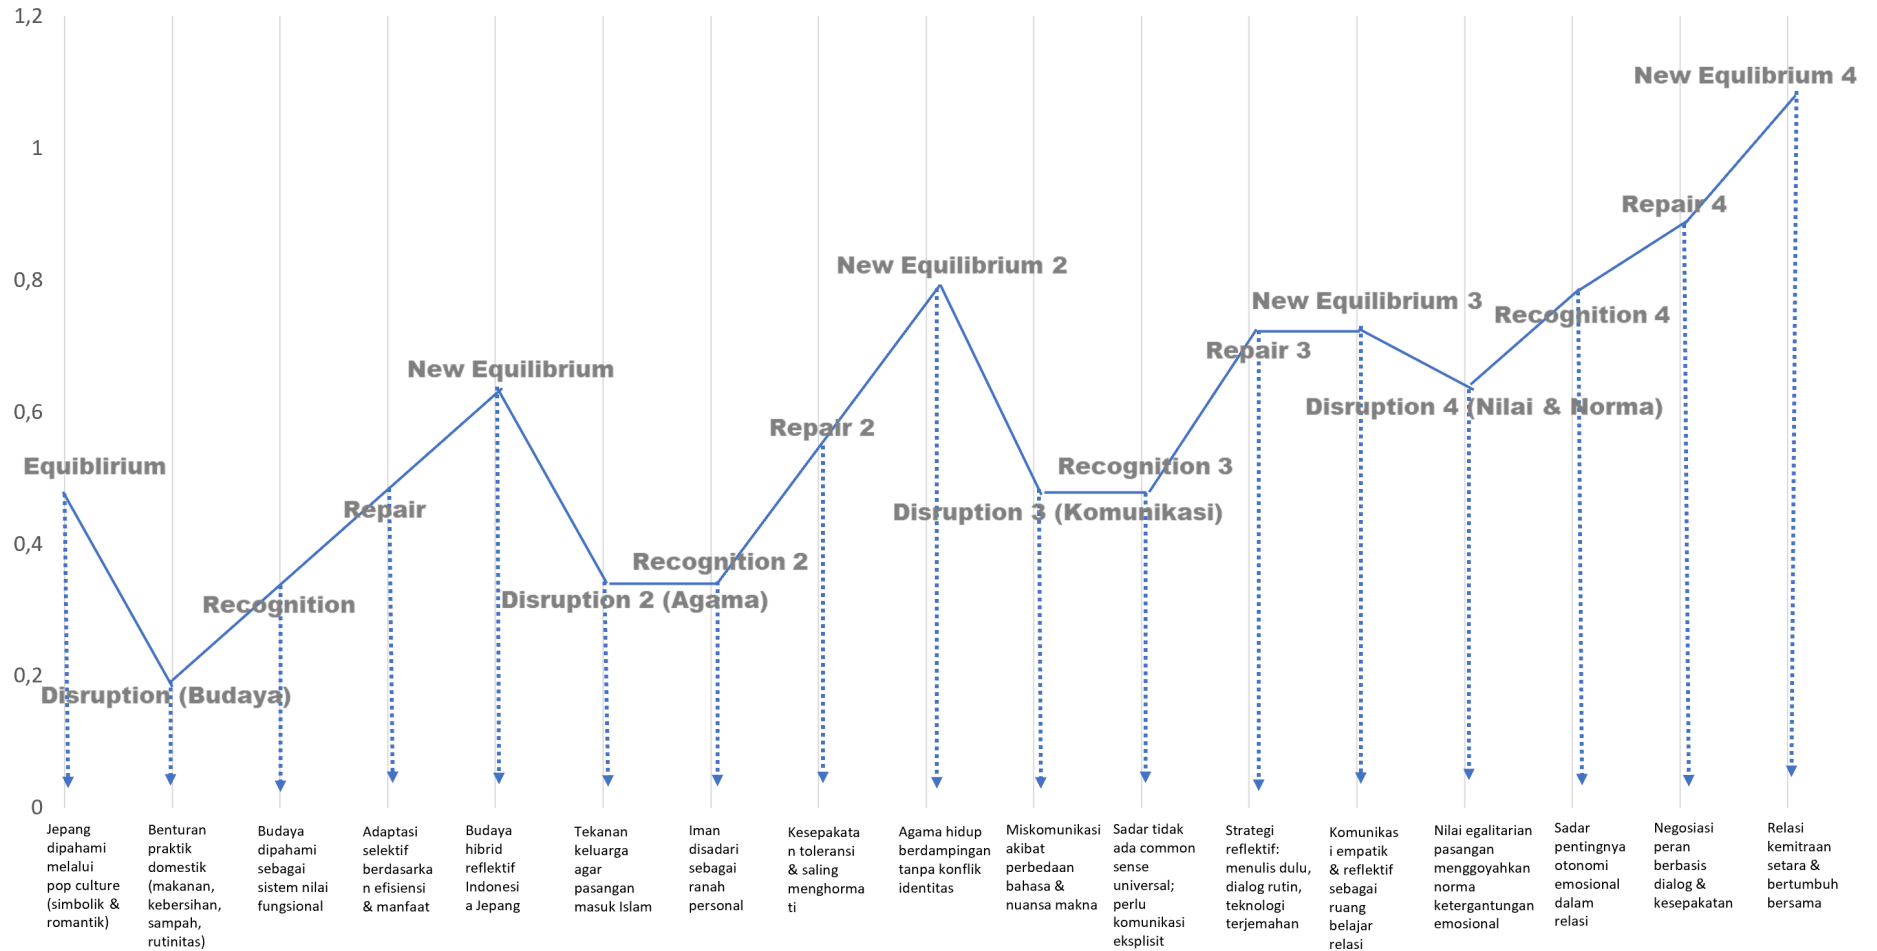 1,2
1
0,8
0,6
0,4
0,2
0
Equiblirium
Disruption (Budaya)
Recognition
Repair
New Equilibrium
Disruption 2 (Agama)
Recognition 2
Repair 2
New Equilibrium 2
Disruption 3 (Komunikasi)
Recognition 3
Repair 3
New Equilibrium 3
Disruption 4 (Nilai & Norma)
Recognition 4
Repair 4
New Equlibrium 4
Jepang
dipahami
melalui
pop culture
(simbolik &
romantik)
Benturan
praktik
domestik
(makanan,
kebersihan,
sampah,
rutinitas)
Budaya
dipahami
sebagai
sistem nilai
fungsional
Adaptasi
selektif
berdasarka
n efisiensi
& manfaat
Budaya
hibrid
reflektif
Indonesi
a Jepang
Tekanan
keluarga
agar
pasangan
masuk Islam
Iman
disadari
sebagai
ranah
personal
Kesepakata
n toleransi
& saling
menghorma
ti
Agama hidup
berdampingan
tanpa konflik
identitas
Miskomunikasi
akibat
perbedaan
bahasa &
nuansa makna
Sadar tidak
ada common
sense
universal;
perlu
komunikasi
eksplisit
Strategi
reflektif:
menulis dulu,
dialog rutin,
teknologi
terjemahan
Komunikas
i empatik
& reflektif
sebagai
ruang
belajar
relasi
Nilai egalitarian
pasangan
menggoyahkan
norma
ketergantungan
emosional
Sadar
pentingnya
otonomi
emosional
dalam
relasi
Negosiasi
peran
berbasis
dialog &
kesepakatan
Relasi
kemitraan
setara &
bertumbuh
bersama